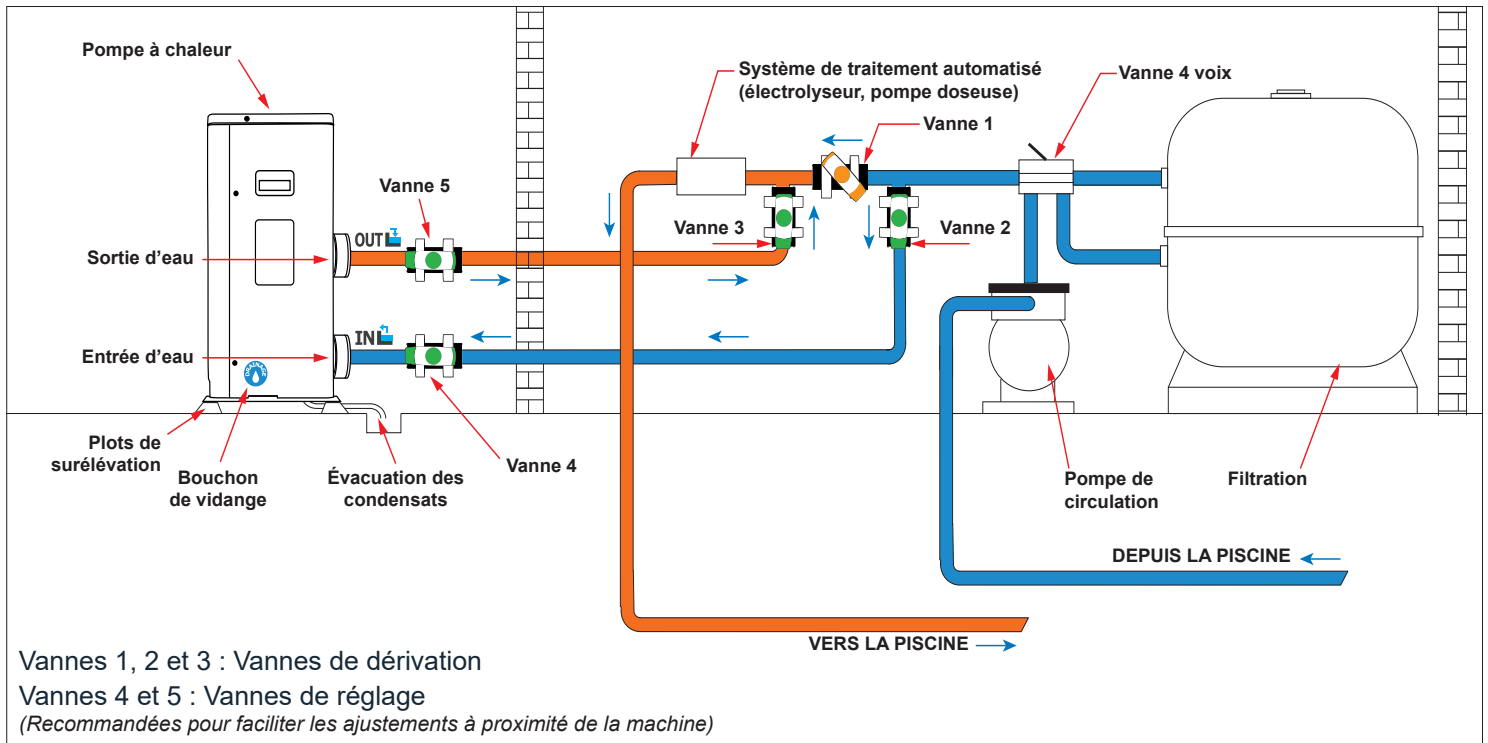 Pompe à chaleur
Système de traitement automatisé
(électrolyseur, pompe doseuse)
Vanne 4 voix
Vanne 1
Vanne 5
Vanne 3
Vanne 2
OUT
Sortie d'eau
IN
Entrée d'eau
DRAINAGE
Plots de
surélévation
Bouchon
de vidange
Évacuation des
condensats
Vanne 4
Pompe de
circulation
Filtration
DEPUIS LA PISCINE
VERS LA PISCINE
Vannes 1, 2 et 3 : Vannes de dérivation
Vannes 4 et 5 : Vannes de réglage
(Recommandées pour faciliter les ajustements à proximité de la machine)